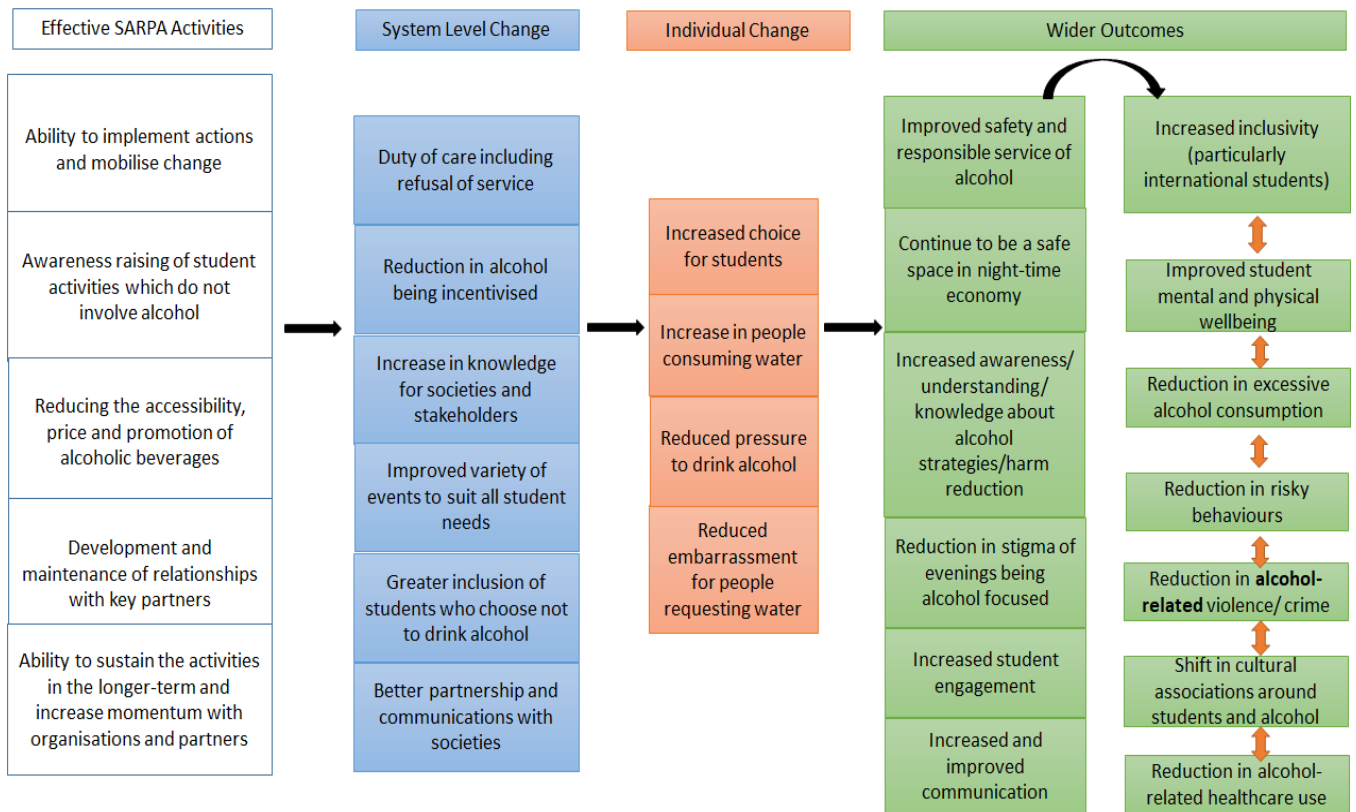 Effective SARPA Activities
System Level Change
Individual Change
Wider Outcomes
Ability to implement actions
and mobilise change
Awareness raising of student
activities which do not
involve alcohol
Reducing the accessibility,
price and promotion of
alcoholic beverages
Development and
maintenance of relationships
with key partners
Ability to sustain the activities
in the longer-term and
increase momentum with
organisations and partners
Duty of care including
refusal of service
Reduction in alcohol
being incentivised
Increase in knowledge
for societies and
stakeholders
Improved variety of
events to suit all student
needs
Greater inclusion of
students who choose not
to drink alcohol
Better partnership and
communications with
societies
Increased choice
for students
Increase in people
consuming water
Reduced pressure
to drink alcohol
Reduced
embarrassment
for people
requesting water
Improved safety and
responsible service of
alcohol
Continue to be a safe
space in night-time
economy
Increased awareness/
understanding/
knowledge about
alcohol
strategies/harm
reduction
Reduction in stigma of
evenings being
alcohol focused
Increased student
engagement
Increased and
improved
communication
Increased inclusivity
(particularly
international students)
Improved student
mental and physical
wellbeing
Reduction in excessive
alcohol consumption
Reduction in risky
behaviours
Reduction in alcohol-
related violence/ crime
Shift in cultural
associations around
students and alcohol
Reduction in alcohol-
related healthcare use